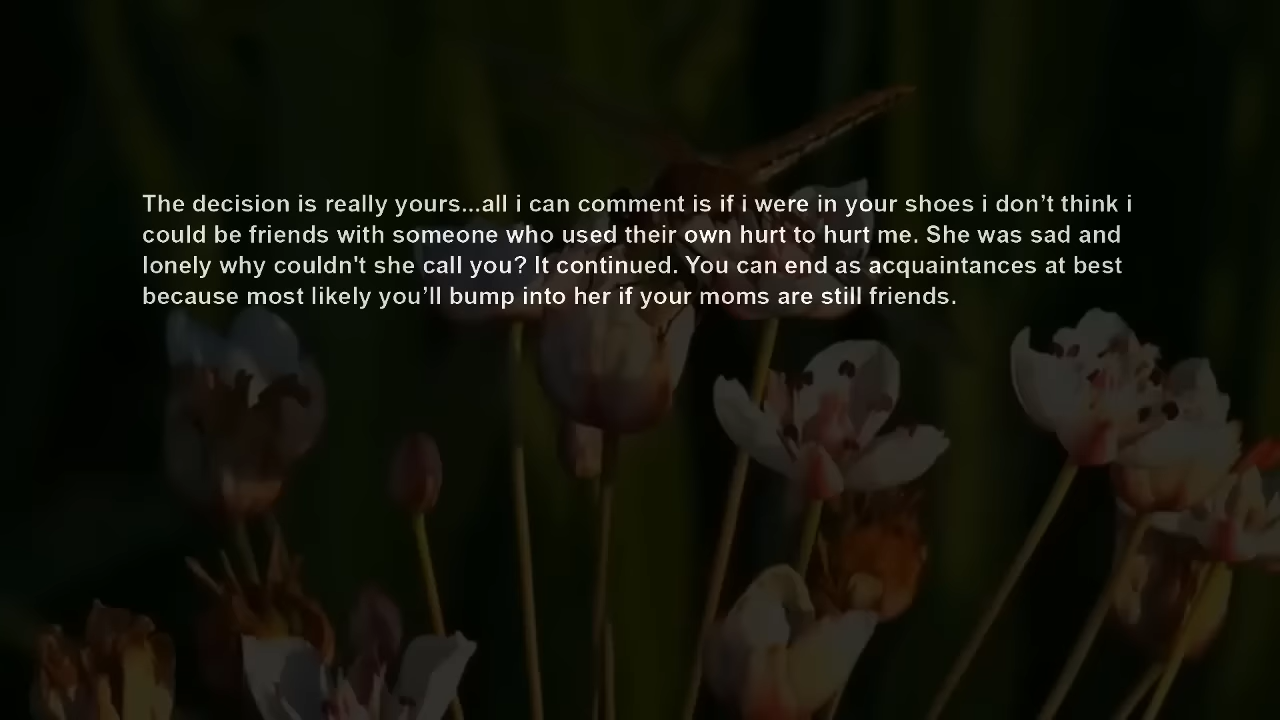 The decision is really yours...all i can comment is if i were in your shoes i don’t think i
could be friends with someone who used their own hurt to hurt me. She was sad and
lonely why couldn't she call you? It continued. You can end as acquaintances at best
because most likely you’ll bump into her if your moms are still friends.